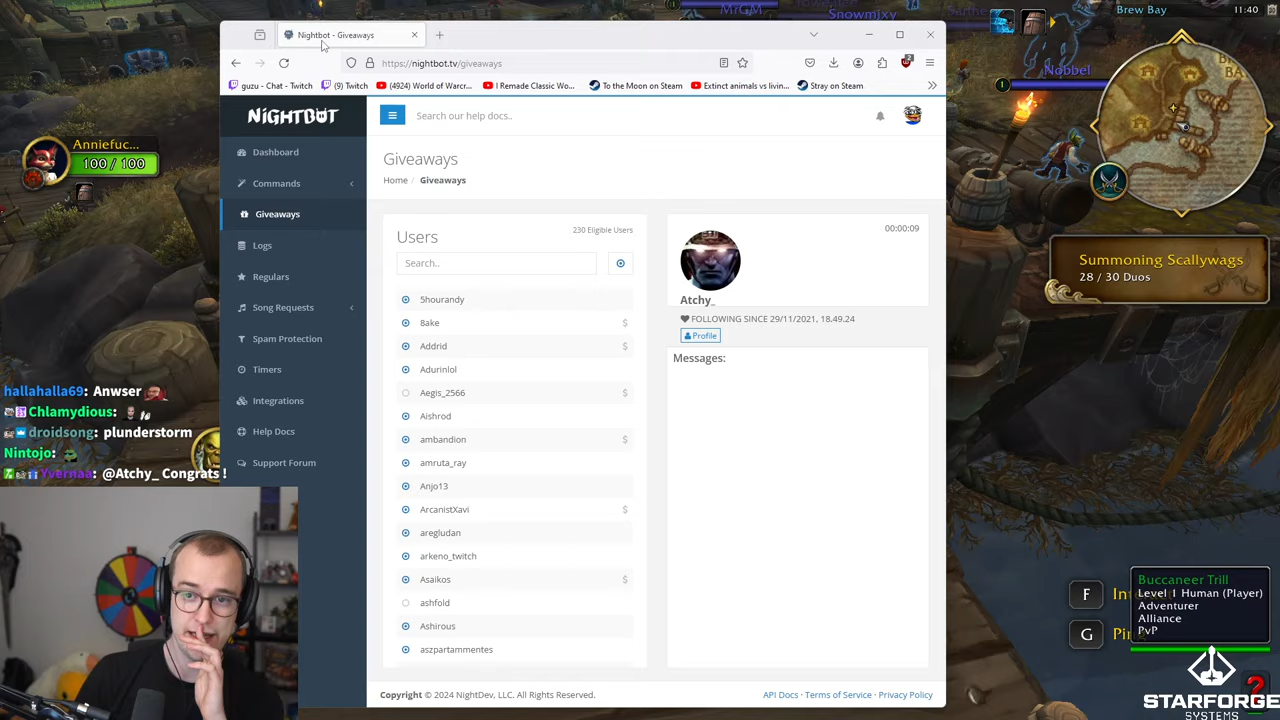 MrGM
Snowmixy
Brew Bay
11:40
Nightbot - Giveaways
https://nightbot.tv/giveaways
guzu - Chat - Twitch
(9) Twitch
(4924) World of Warcr...
I Remade Classic Wo...
To the Moon on Steam
Extinct animals vs livin...
Stray on Steam
Nobbel
NIGHTBOT
Search our help docs..
Anniefuc...
100 / 100
Dashboard
Commands
Giveaways
Logs
Regulars
Song Requests
Spam Protection
Timers
Integrations
Help Docs
Support Forum
Giveaways
Home / Giveaways
Users
230 Eligible Users
Search..
5hourandy
8ake $
Addrid $
Adurinlol
Aegis_2566 $
Aishrod
ambandion $
amruta_ray
Anjo13
ArcanistXavi $
aregludan
arkeno_twitch
Asaikos $
ashfold
Ashirous
aszpartammentes
00:00:09
Atchy_
FOLLOWING SINCE 29/11/2021, 18.49.24
Profile
Messages:
Summoning Scallywags
28 / 30 Duos
hallahalla69: Anwser
Chlamydious:
droidsong: plunderstorm
Nintojo:
Yvernaa: @Atchy_ Congrats !
Buccaneer Trill
Level 1 Human (Player)
Adventurer
Alliance
PvP
F
G
STARFORGE
SYSTEMS
Copyright © 2024 NightDev, LLC. All Rights Reserved.
API Docs · Terms of Service · Privacy Policy